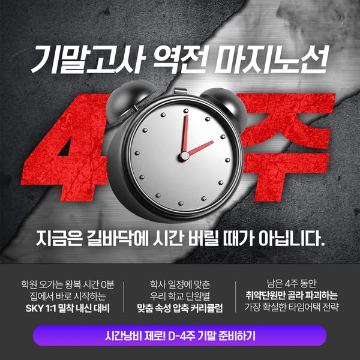 기말고사 역전 마지노선
4주
지금은 길바닥에 시간 버릴 때가 아닙니다.
학원 오가는 왕복 시간 0분
집에서 바로 시작하는
SKY 1:1 밀착 내신 대비
학사 일정에 맞춘
우리 학교 단원별
맞춤 속성 압축 커리큘럼
남은 4주 동안
취약단원만 골라 파괴하는
가장 확실한 타임어택 전략
시간낭비 제로! D-4주 기말 준비하기